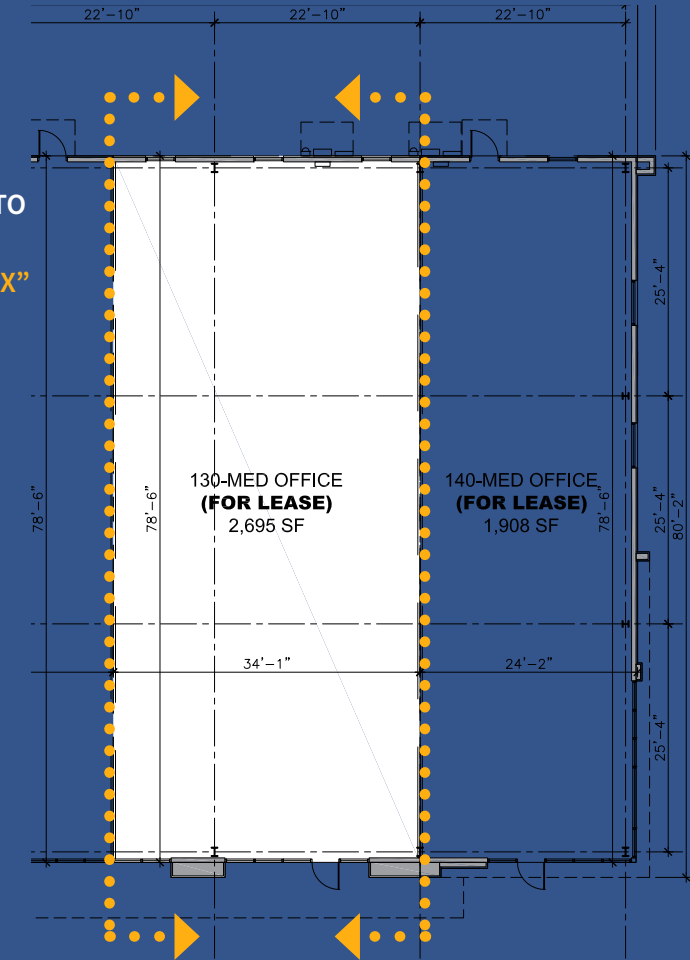 22'-10"
22'-10"
22'-10"
TO
X"
25'-4"
130-MED OFFICE
(FOR LEASE)
2,695 SF
140-MED OFFICE
(FOR LEASE)
1,908 SF
78'-6"
78'-6"
78'-6"
25'-4"
80'-2"
34'-1"
24'-2"
25'-4"